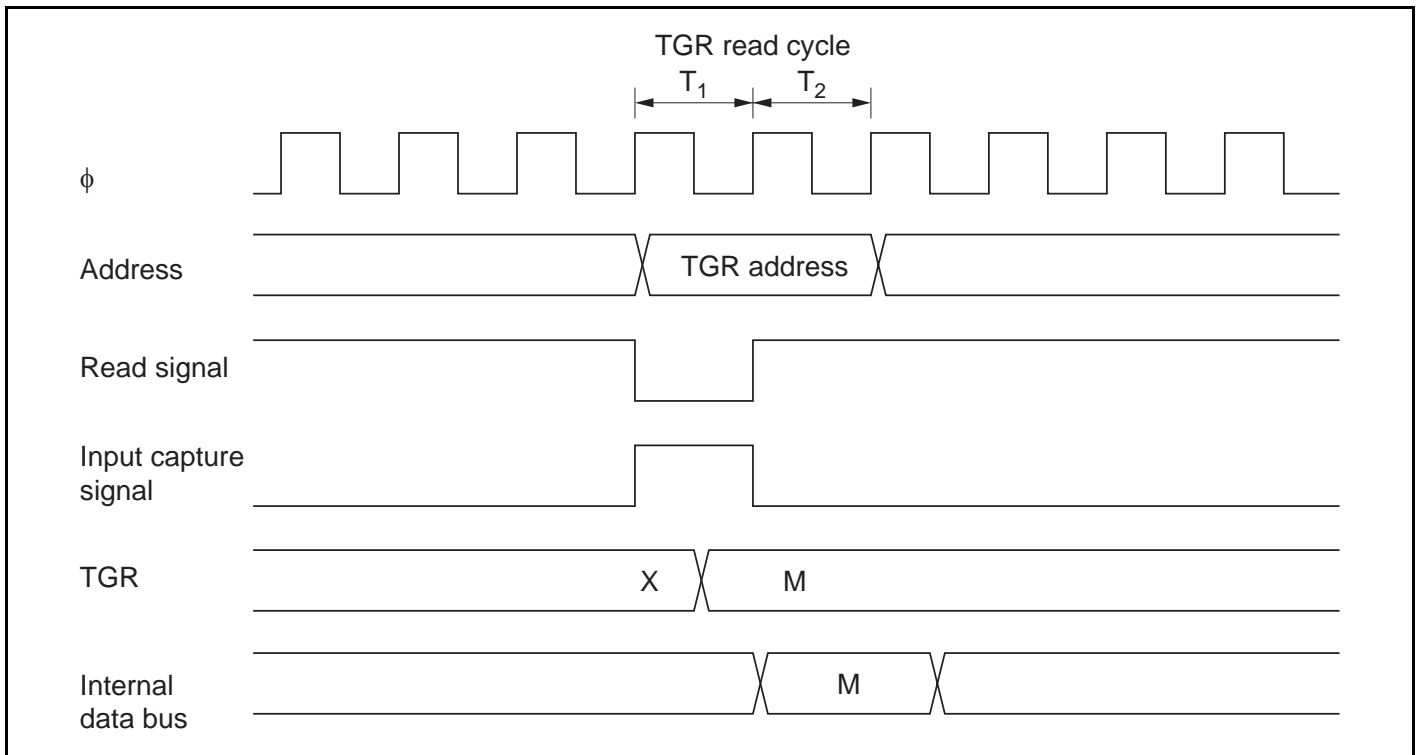 TGR read cycle
T1 T2
ϕ
Address
TGR address
Read signal
Input capture
signal
TGR
X M
Internal
data bus
M